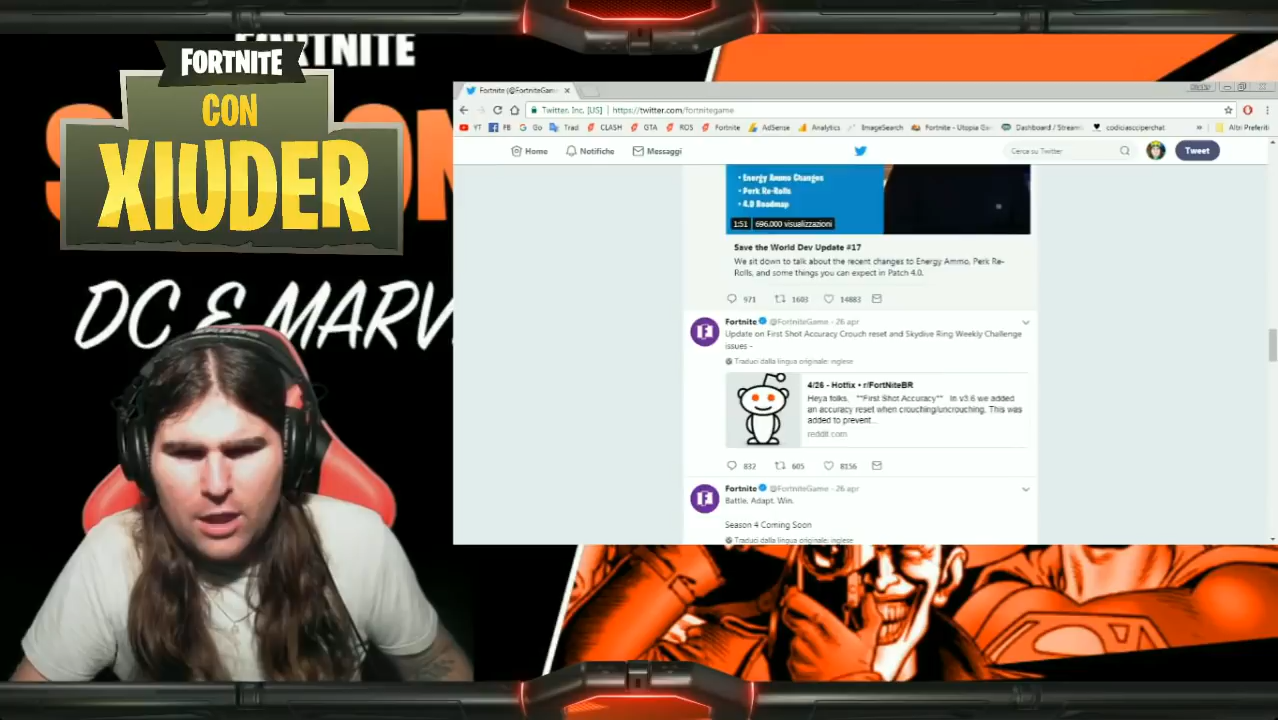 FORTNITE
FORTNITE
CON
XIUDER
DC & MARV
Fortnite (@FortniteGam
Twitter, Inc. [US] https://twitter.com/fortnitegame
YT FB Go Trad CLASH GTA ROS Fortnite AdSense Analytics ImageSearch Fortnite - Utopia Ga Dashboard / Stream codiciascc/perchat » Altri Preferiti
Home Notifiche Messaggi Cerca su Twitter Tweet
• Energy Ammo Changes
• Perk Re-Rolls
• 4.0 Roadmap
1:51 696.000 visualizzazioni
Save the World Dev Update #17
We sit down to talk about the recent changes to Energy Ammo, Perk Re-
Rolls, and some things you can expect in Patch 4.0.
971 1603 14883
Fortnite @FortniteGame · 26 apr
Update on First Shot Accuracy Crouch reset and Skydive Ring Weekly Challenge
issues -
Traduci dalla lingua originale: inglese
4/26 - Hotfix • r/FortNiteBR
Heya folks, **First Shot Accuracy** In v3.6 we added
an accuracy reset when crouching/uncrouching. This was
added to prevent...
reddit.com
832 605 8156
Fortnite @FortniteGame · 26 apr
Battle. Adapt. Win.
Season 4 Coming Soon
Traduci dalla lingua originale: inglese